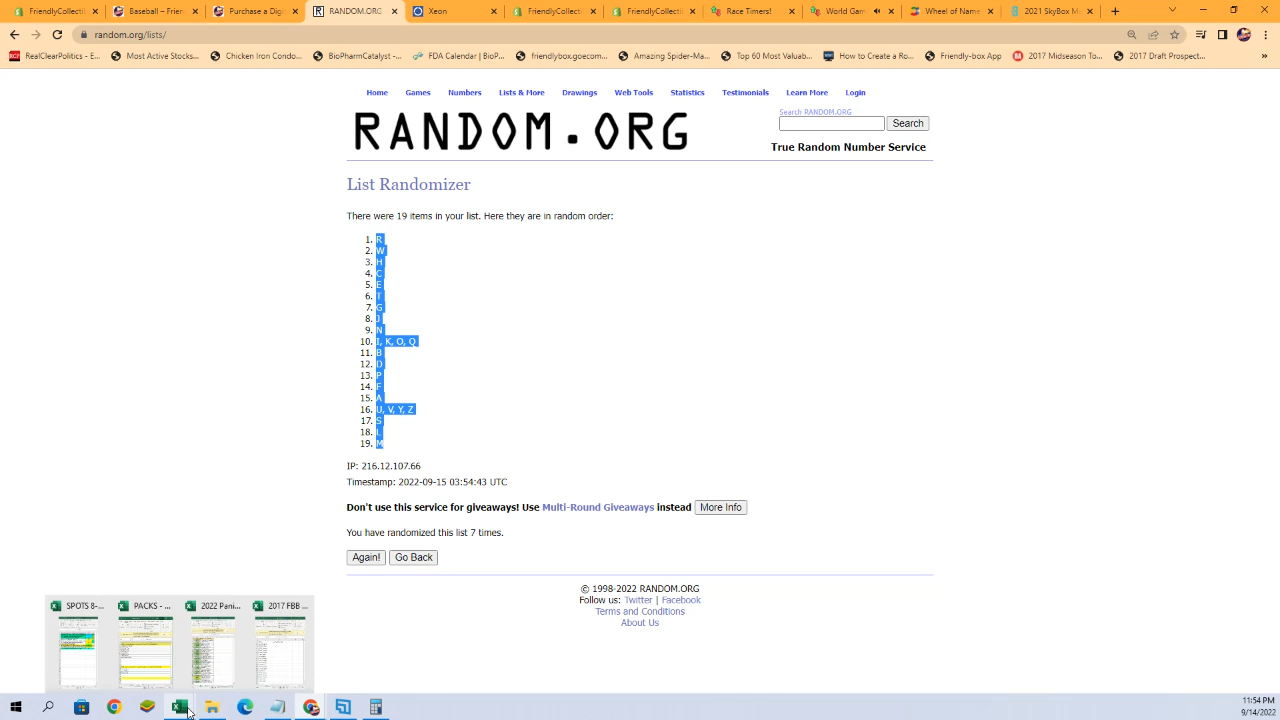 FriendlyCollecti
Baseball – Frien
Purchase a Digi
RANDOM.ORG
Xoin
FriendlyCollecti
FriendlyCollecti
Race Timers!
World Gam
Wheel of Name
2021 SkyBox M
random.org/lists/
RealClearPolitics - E...
Most Active Stocks...
Chicken Iron Condo...
BioPharmCatalyst -...
FDA Calendar | BioP...
friendlyborx.goecom...
Amazing Spider-Ma...
Top 60 Most Valuab...
How to Create a Ro...
Friendly-box App
2017 Midseason To...
2017 Draft Prospect...
Home Games Numbers Lists & More Drawings Web Tools Statistics Testimonials Learn More Login
RANDOM.ORG
Search RANDOM.ORG
Search
True Random Number Service
List Randomizer
There were 19 items in your list. Here they are in random order:
1. R
2. W
3. H
4. C
5. E
6. T
7. G
8. J
9. N
10. I, K, O, Q
11. B
12. D
13. P
14. F
15. A
16. U, V, Y, Z
17. S
18. L
19. M
IP: 216.12.107.66
Timestamp: 2022-09-15 03:54:43 UTC
Don't use this service for giveaways! Use Multi-Round Giveaways instead More Info
You have randomized this list 7 times.
Again! Go Back
© 1998-2022 RANDOM.ORG
Follow us: Twitter | Facebook
Terms and Conditions
About Us
SPOTS 8-...
PACKS - ...
2022 Pani...
2017 FBB ...
11:54 PM
9/14/2022